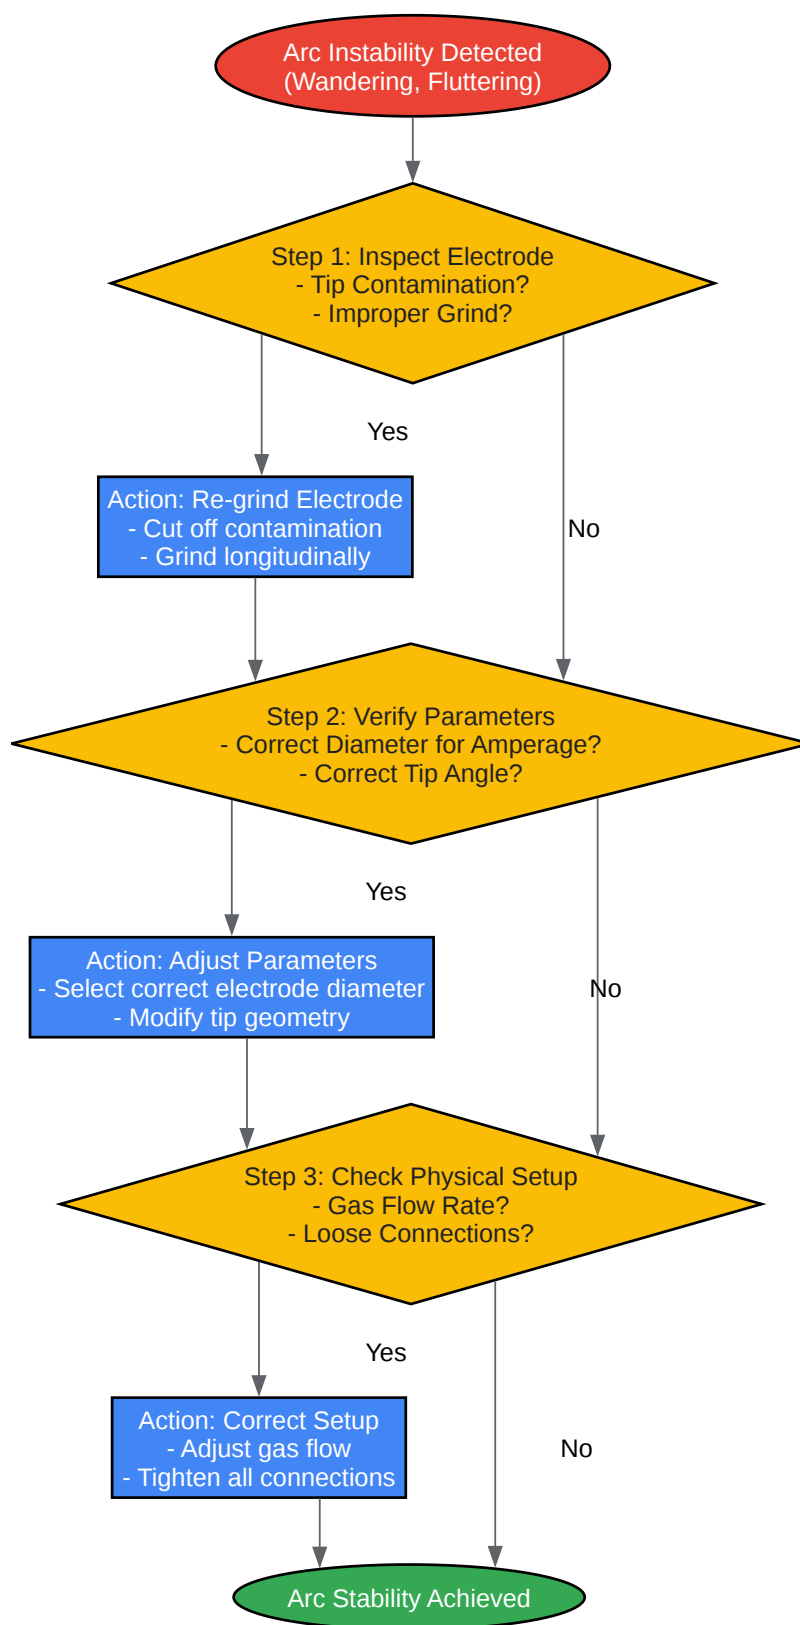 Arc Instability Detected
(Wandering, Fluttering)
Step 1: Inspect Electrode
- Tip Contamination?
- Improper Grind?
Yes
Action: Re-grind Electrode
- Cut off contamination
- Grind longitudinally
No
Step 2: Verify Parameters
- Correct Diameter for Amperage?
- Correct Tip Angle?
Yes
Action: Adjust Parameters
- Select correct electrode diameter
- Modify tip geometry
No
Step 3: Check Physical Setup
- Gas Flow Rate?
- Loose Connections?
Yes
Action: Correct Setup
- Adjust gas flow
- Tighten all connections
No
Arc Stability Achieved